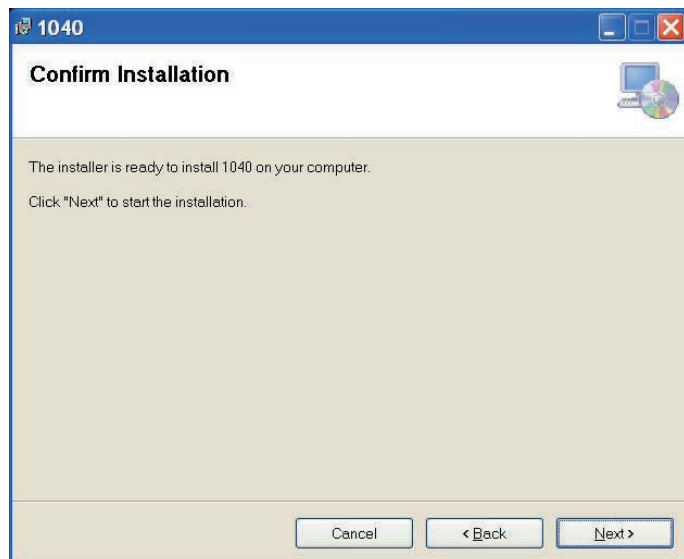 1040
Confirm Installation
The installer is ready to install 1040 on your computer.
Click "Next" to start the installation.
Cancel
< Back
Next >